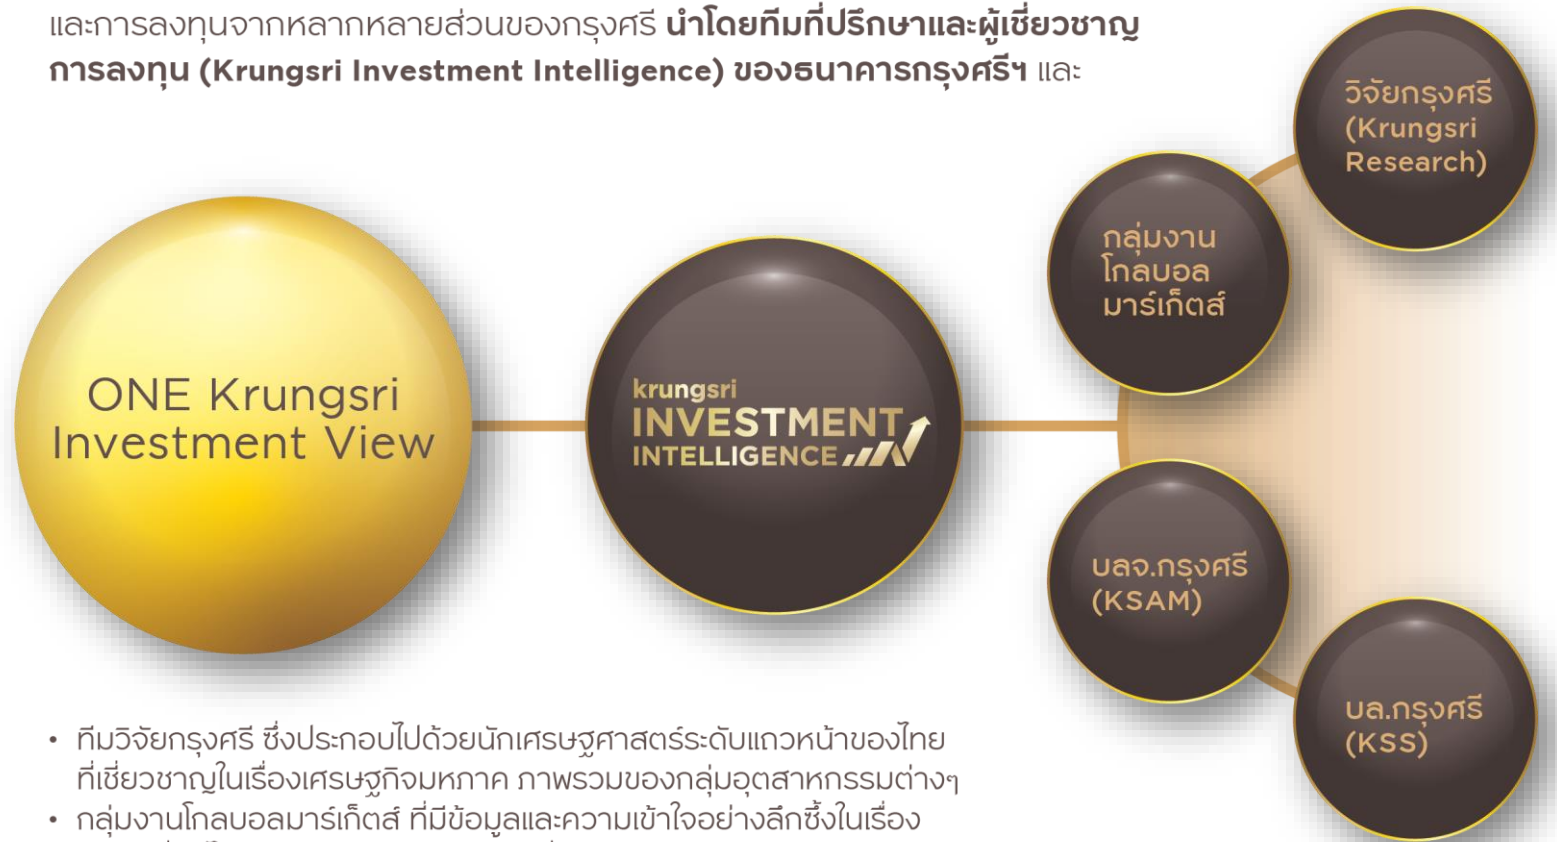 และการลงทุนจากหลากหลายส่วนของกรุงศรี นำโดยทีมที่ปรึกษาและผู้เชี่ยวชาญ
การลงทุน (Krungsri Investment Intelligence) ของธนาคารกรุงศรีฯ และ
วิจัยกรุงศรี
(Krungsri
Research)
กลุ่มงาน
โกลบอล
มาร์เก็ตส์
ONE Krungsri
Investment View
krungsri
INVESTMENT
INTELLIGENCE
บลจ.กรุงศรี
(KSAM)
บล.กรุงศรี
(KSS)
• ทีมวิจัยกรุงศรี ซึ่งประกอบไปด้วยนักเศรษฐศาสตร์ระดับแถวหน้าของไทย
ที่เชี่ยวชาญในเรื่องเศรษฐกิจมหภาค ภาพรวมของกลุ่มอุตสาหกรรมต่างๆ
• กลุ่มงานโกลบอลมาร์เก็ตส์ ที่มีข้อมูลและความเข้าใจอย่างลึกซึ้งในเรื่อง